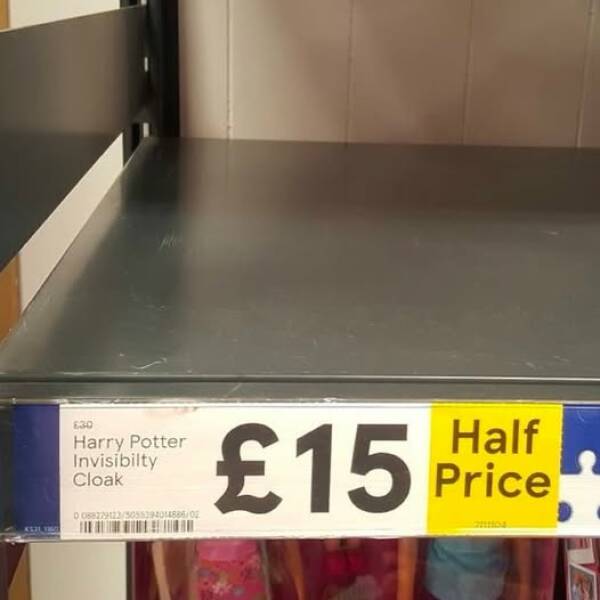 £30
Harry Potter
Invisibilty
Cloak
£15
Half
Price